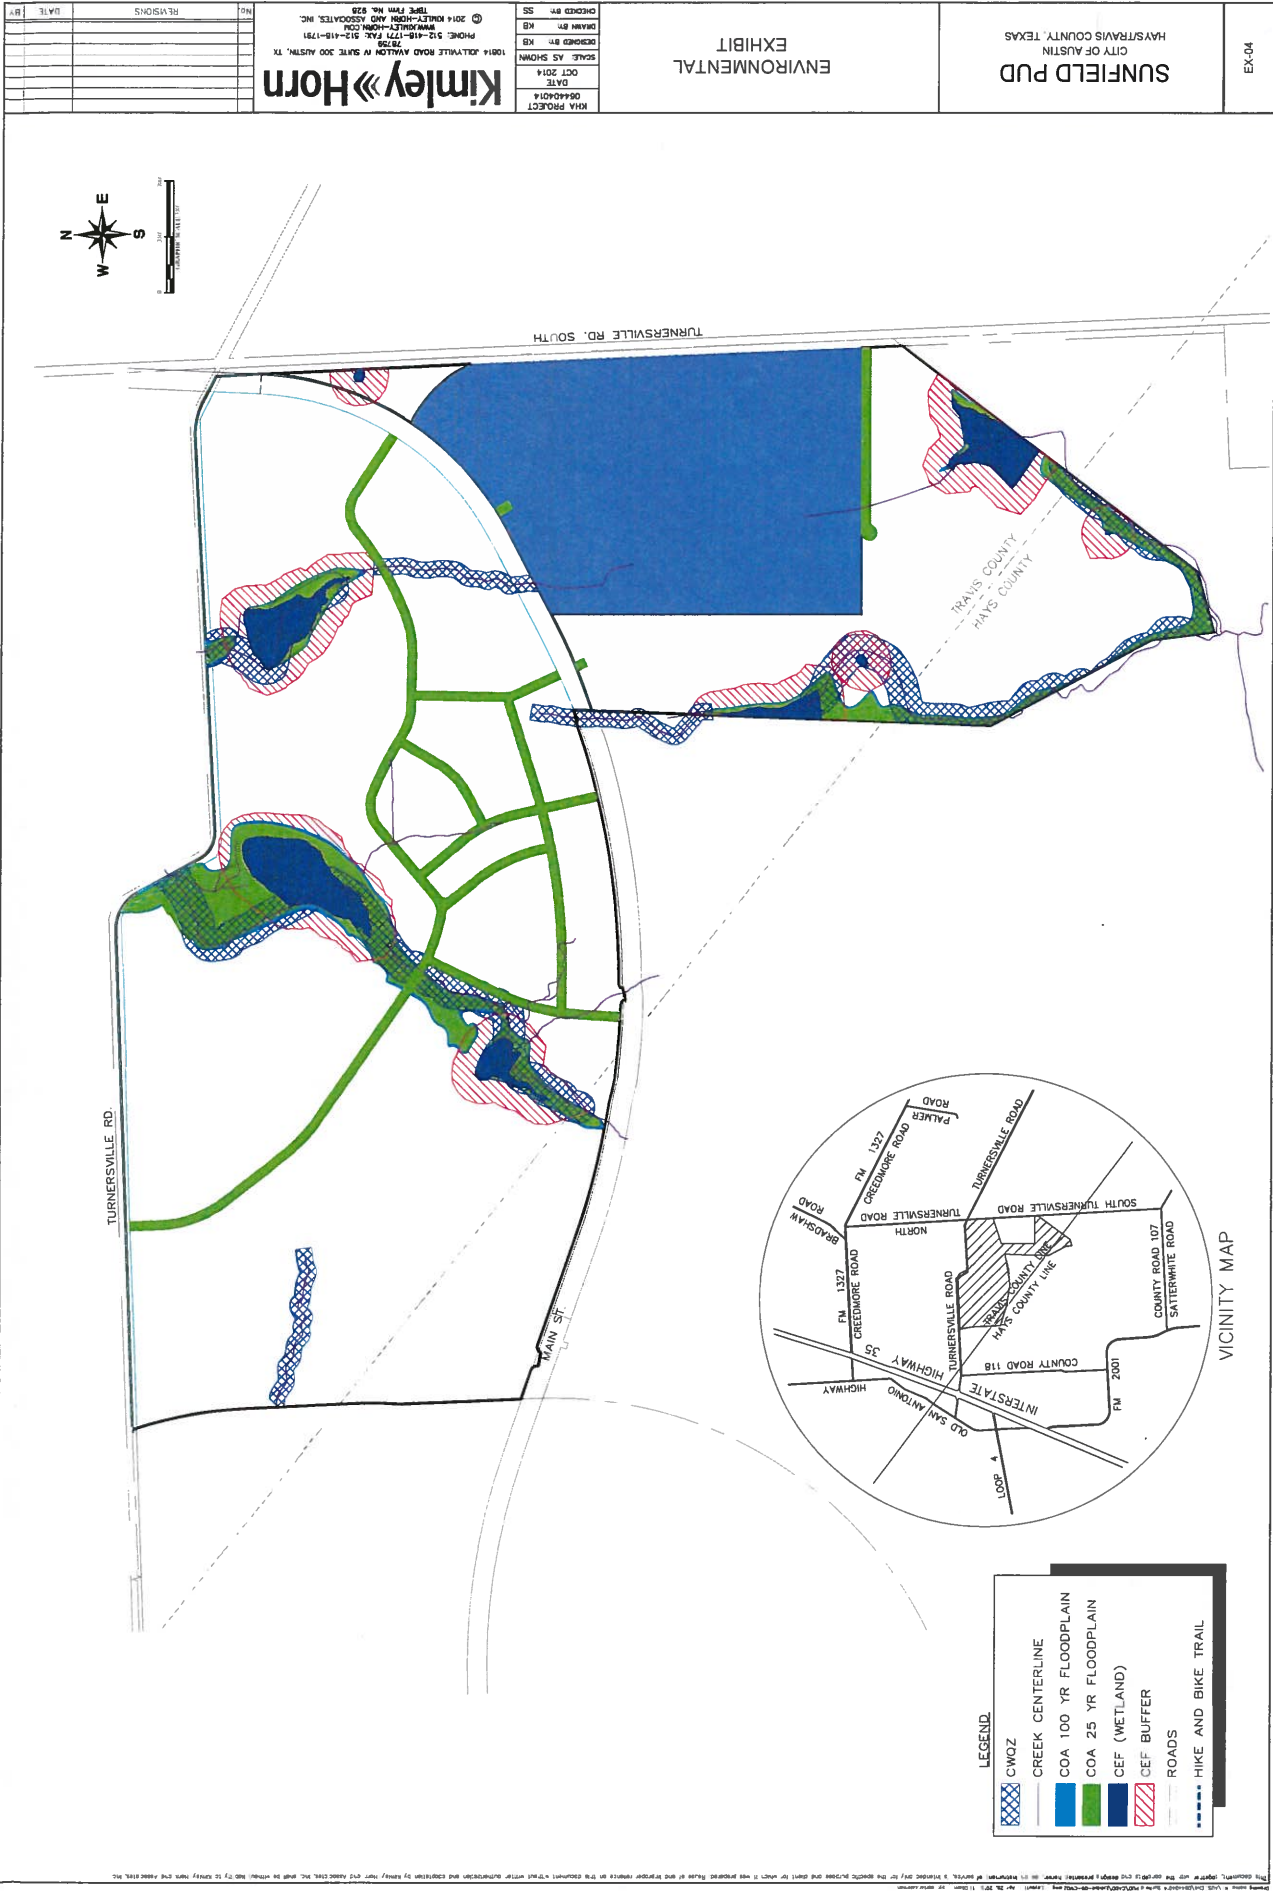 EX-04
SUNFIELD PUD
CITY OF AUSTIN
HAYS/TRAVIS COUNTY, TEXAS
ENVIRONMENTAL
EXHIBIT
KHA PROJECT
064404014
DATE
OCT 2014
SCALE: AS SHOWN
DESIGNED BY: KB
DRAWN BY: KB
CHECKED BY: SS
Kimley»Horn
10814 JOLLYVILLE ROAD AVALLON IV SUITE 300 AUSTIN, TX
78759
PHONE: 512-418-1771 FAX: 512-418-1791
WWW.KIMLEY-HORN.COM
© 2014 KIMLEY-HORN AND ASSOCIATES, INC.
TBPE Firm No. 928
No.
REVISIONS
DATE
BY
N
W
E
S
TURNERSVILLE RD. SOUTH
TRAVIS COUNTY
HAYS COUNTY
TURNERSVILLE RD.
MAIN ST.
PALMER
ROAD
FM 1327
CREEDMORE ROAD
TURNERSVILLE ROAD
BRADSHAW
ROAD
NORTH
TURNERSVILLE ROAD
SOUTH TURNERSVILLE ROAD
FM 1327
CREEDMORE ROAD
TURNERSVILLE ROAD
TRAVIS COUNTY LINE
HAYS COUNTY LINE
COUNTY ROAD 107
SATTERWHITE ROAD
INTERSTATE HIGHWAY 35
COUNTY ROAD 118
OLD SAN ANTONIO HIGHWAY
FM 2001
LOOP 4
VICINITY MAP
LEGEND
CWQZ
CREEK CENTERLINE
COA 100 YR FLOODPLAIN
COA 25 YR FLOODPLAIN
CEF (WETLAND)
CEF BUFFER
ROADS
HIKE AND BIKE TRAIL